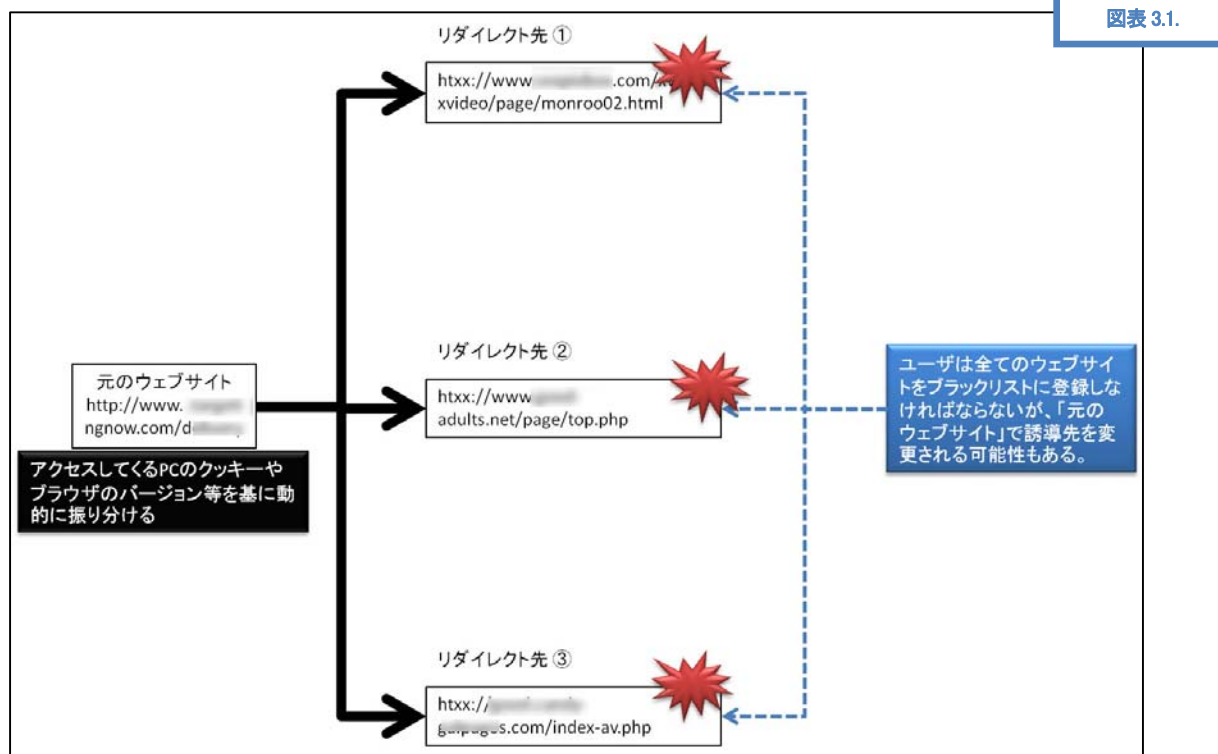 図表 3.1.
リダイレクト先 ①
htxx://www .com/x
xvideo/page/monroo02.html
リダイレクト先 ②
htxx://www
adults.net/page/top.php
元のウェブサイト
http://www.
ngnow.com/d
アクセスしてくるPCのクッキーや
ブラウザのバージョン等を基に動
的に振り分ける
ユーザは全てのウェブサイ
トをブラックリストに登録しな
ければならないが、「元の
ウェブサイト」で誘導先を変
更される可能性もある。
リダイレクト先 ③
htxx://
.com/index-av.php